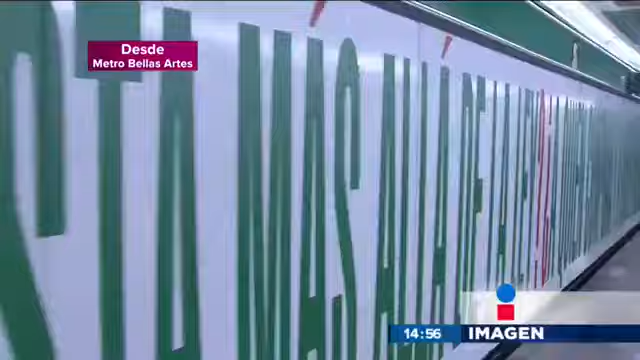 Desde
Metro Bellas Artes
STA MÁS ALLÁ DE
14:56 IMAGEN